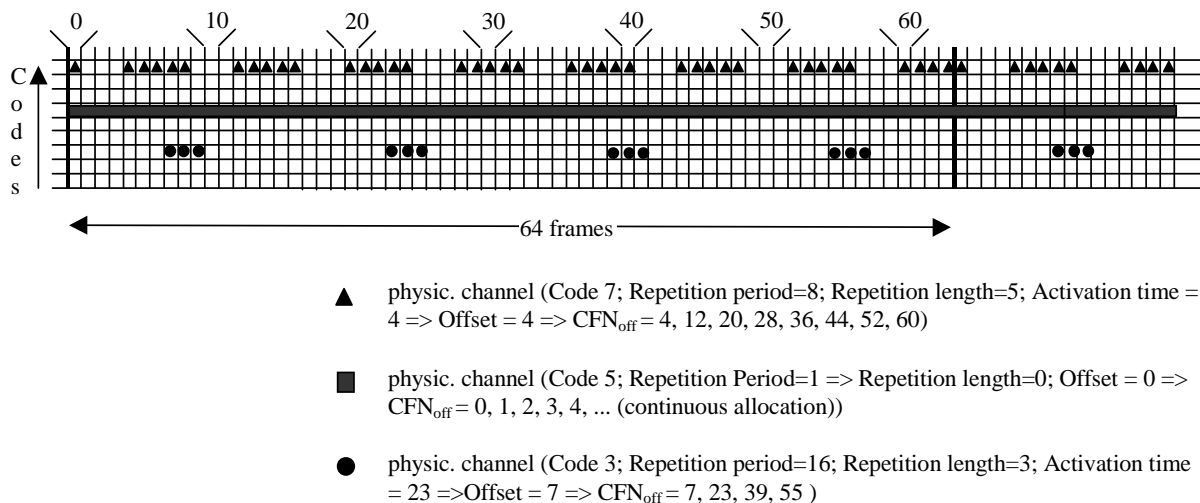 0 10 20 30 40 50 60
C
o
d
e
s
64 frames
physic. channel (Code 7; Repetition period=8; Repetition length=5; Activation time =
4 => Offset = 4 => CFNoff = 4, 12, 20, 28, 36, 44, 52, 60)
physic. channel (Code 5; Repetition Period=1 => Repetition length=0; Offset = 0 =>
CFNoff = 0, 1, 2, 3, 4, ... (continuous allocation))
physic. channel (Code 3; Repetition period=16; Repetition length=3; Activation time
= 23 =>Offset = 7 => CFNoff = 7, 23, 39, 55 )